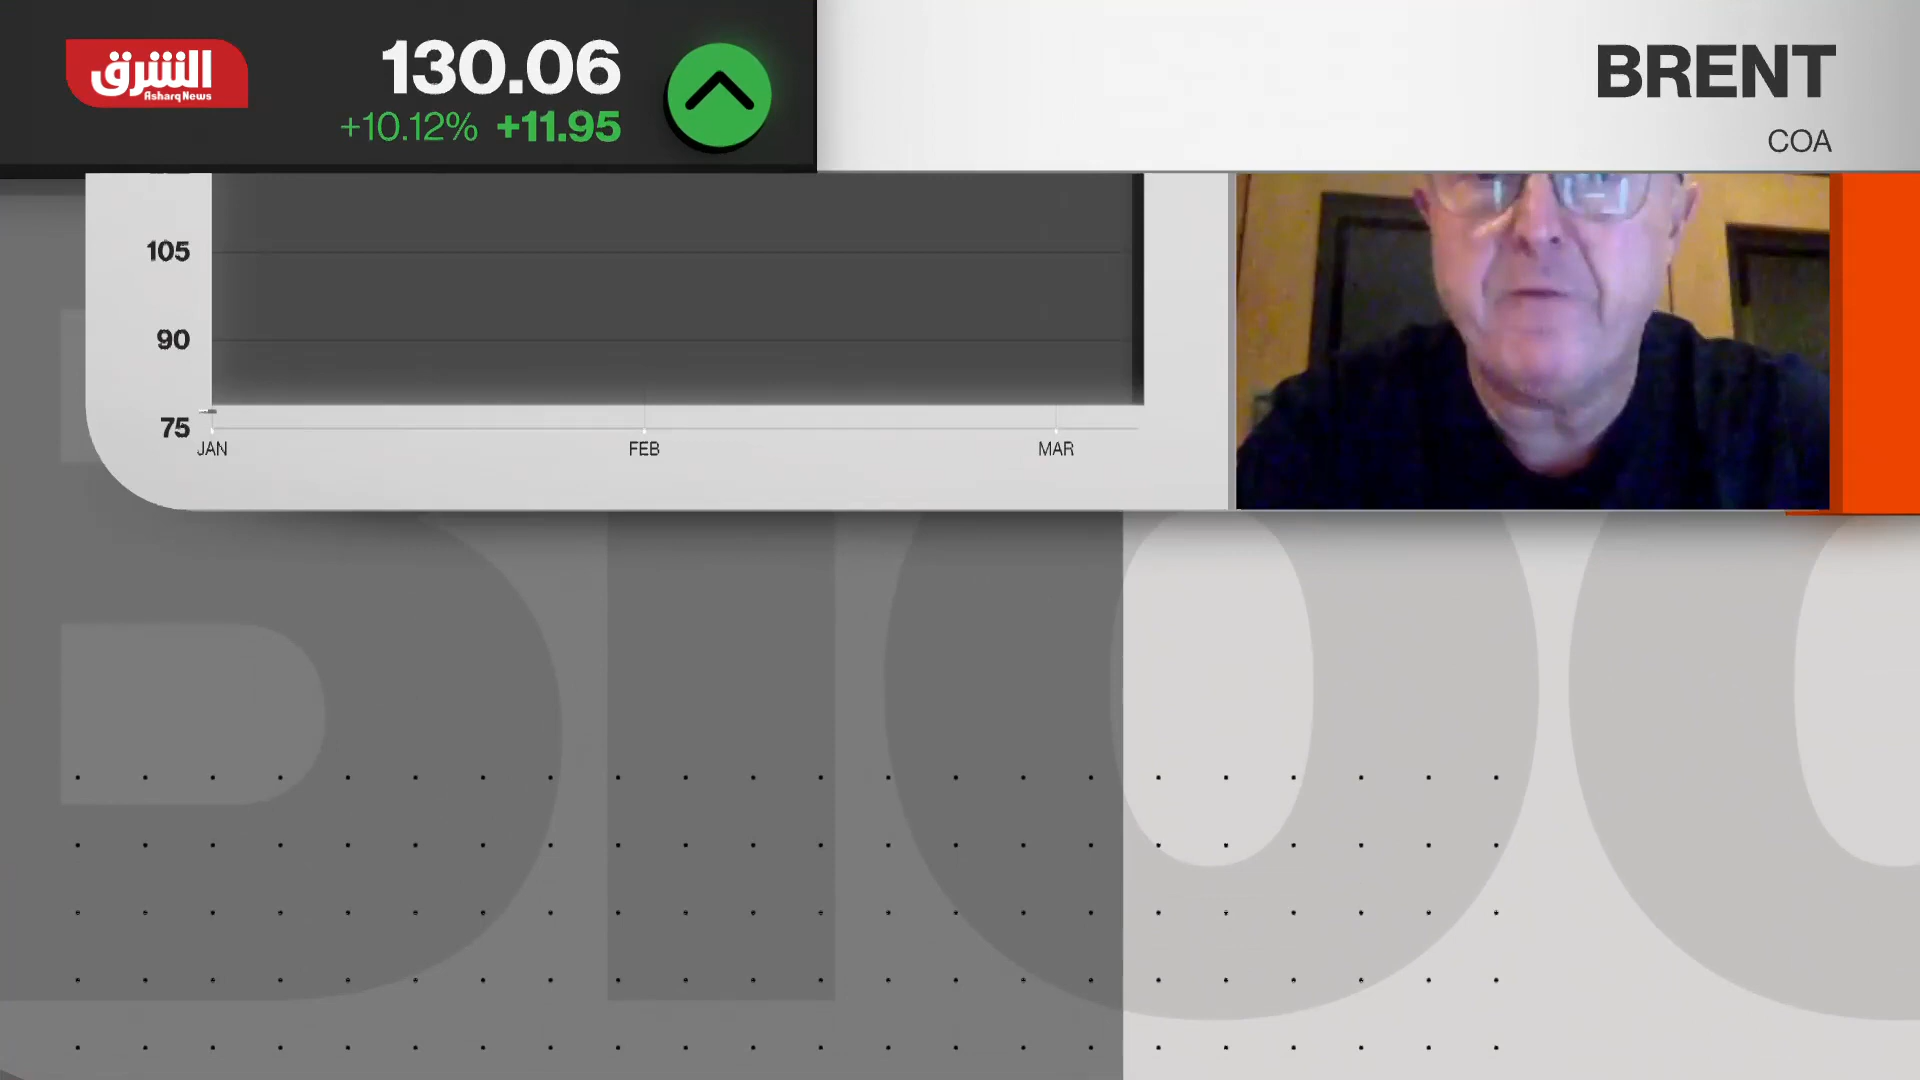 الشرق
Asharq News
130.06
+10.12% +11.95
BRENT
COA
105
90
75
JAN FEB MAR